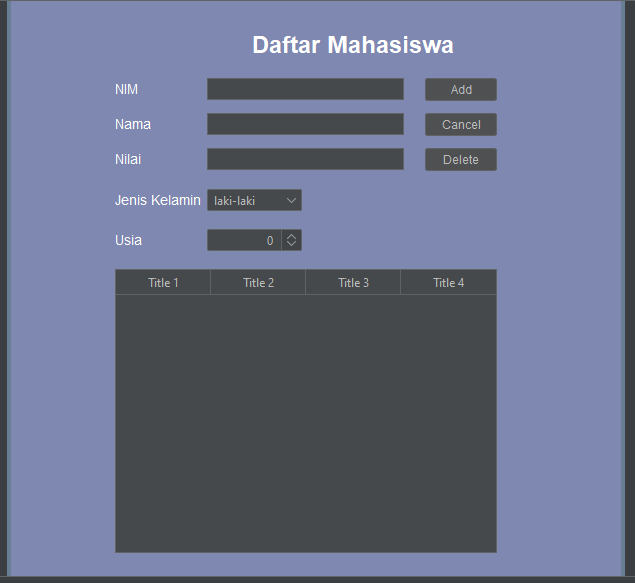 Daftar Mahasiswa
NIM Add
Nama Cancel
Nilai Delete
Jenis Kelamin laki-laki
Usia 0
Title 1 Title 2 Title 3 Title 4